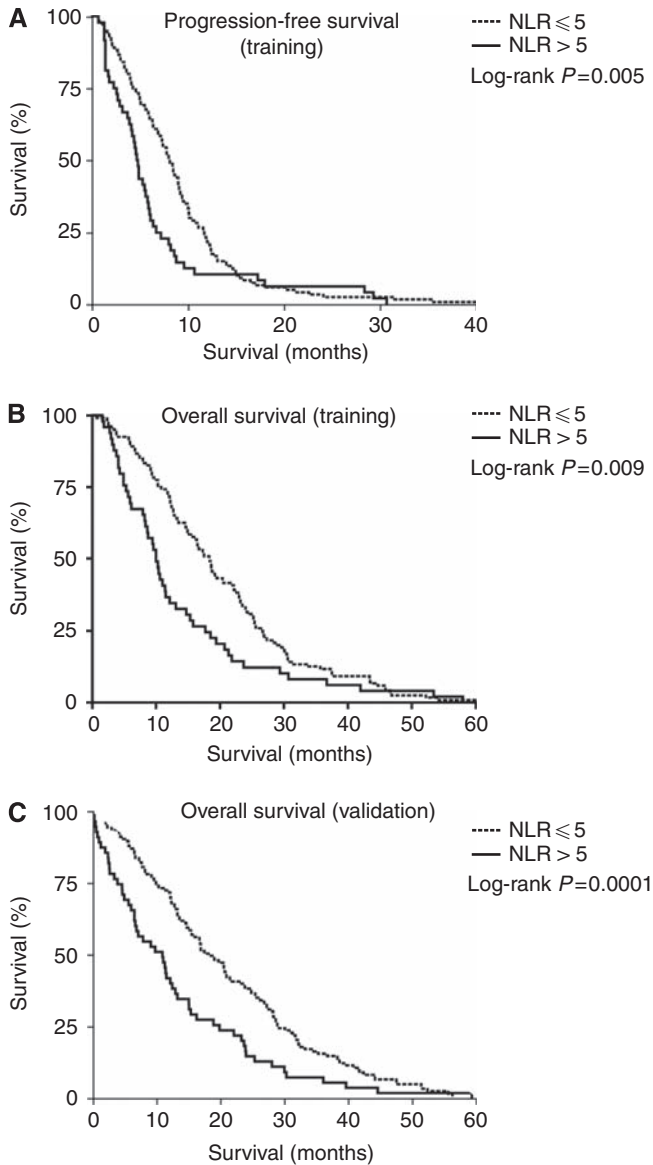 A
Progression-free survival
(training)
NLR ⩽ 5
NLR > 5
Log-rank P=0.005
100
75
50
25
0
Survival (%)
0 10 20 30 40
Survival (months)
B
Overall survival (training)
NLR ⩽ 5
NLR > 5
Log-rank P=0.009
100
75
50
25
0
Survival (%)
0 10 20 30 40 50 60
Survival (months)
C
Overall survival (validation)
NLR ⩽ 5
NLR > 5
Log-rank P=0.0001
100
75
50
25
0
Survival (%)
0 10 20 30 40 50 60
Survival (months)